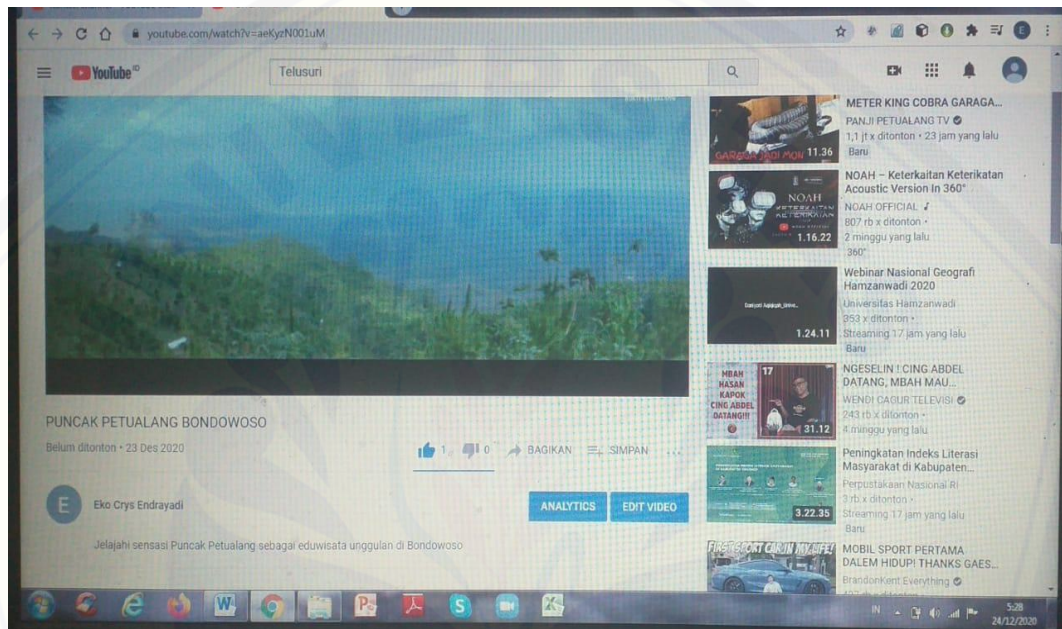 youtube.com/watch?v=aeKyzN001uM
YouTube ID
Telusuri
PUNCAK PETUALANG BONDOWOSO
Belum ditonton • 23 Des 2020
1 0 BAGIKAN SIMPAN ...
E Eko Crys Endrayadi
ANALYTICS EDIT VIDEO
Jelajahi sensasi Puncak Petualang sebagai eduwisata unggulan di Bondowoso
11.36
METER KING COBRA GARAGA...
PANJI PETUALANG TV
1,1 jt x ditonton • 23 jam yang lalu
Baru
NOAH
KETERKAITAN
1.16.22
NOAH – Keterkaitan Keterikatan
Acoustic Version In 360°
NOAH OFFICIAL
807 rb x ditonton •
2 minggu yang lalu
360°
1.24.11
Webinar Nasional Geografi
Hamzanwadi 2020
Universitas Hamzanwadi
353 x ditonton •
Streaming 17 jam yang lalu
Baru
MBAH
HASAN
KAPOK
CING ABDEL
DATANG!!!
17
31.12
NGESELIN ! CING ABDEL
DATANG, MBAH MAU...
WENDI CAGUR TELEVISI
243 rb x ditonton •
4 minggu yang lalu
3.22.35
Peningkatan Indeks Literasi
Masyarakat di Kabupaten...
Perpustakaan Nasional RI
3 rb x ditonton •
Streaming 17 jam yang lalu
Baru
FIRST SPORT CAR IN MY LIFE!
MOBIL SPORT PERTAMA
DALEM HIDUP! THANKS GAES...
BrandonKent Everything
IN
5:28
24/12/2020